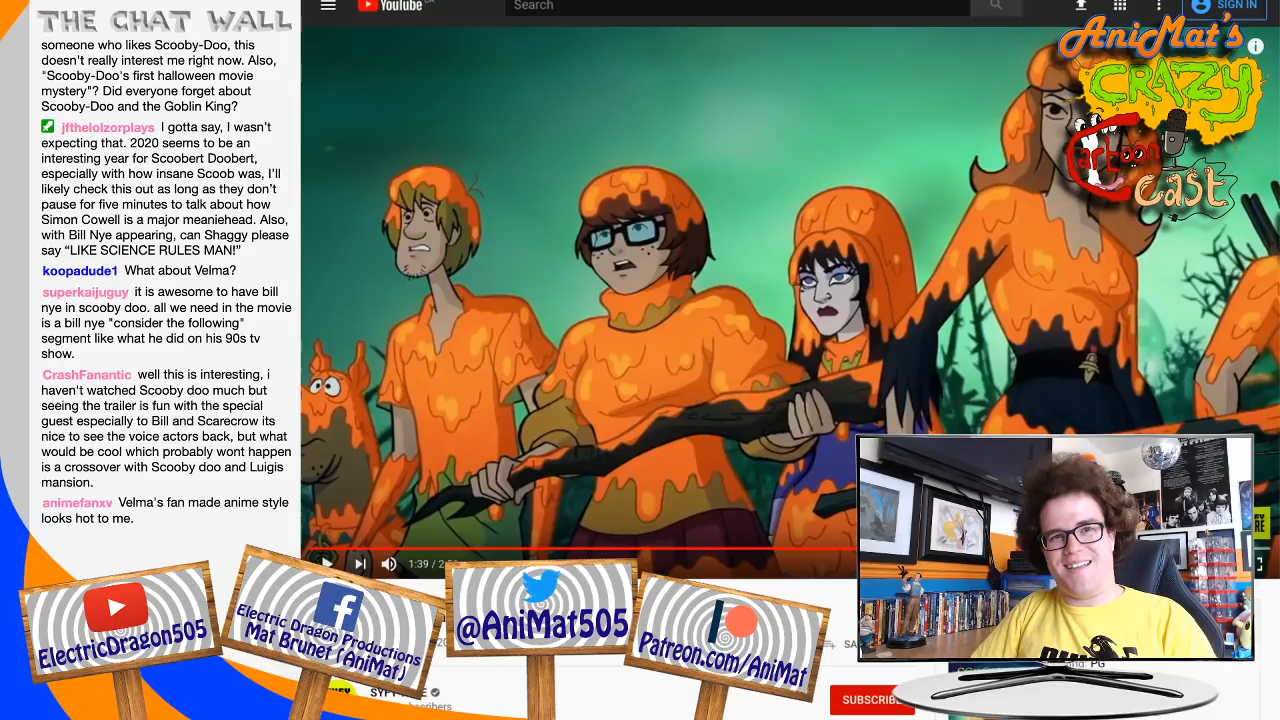 THE CHAT WALL
someone who likes Scooby-Doo, this
doesn't really interest me right now. Also,
"Scooby-Doo's first halloween movie
mystery"? Did everyone forget about
Scooby-Doo and the Goblin King?
jfthelolzorplays I gotta say, I wasn't
expecting that. 2020 seems to be an
interesting year for Scoobert Doobert,
especially with how insane Scoob was, I'll
likely check this out as long as they don't
pause for five minutes to talk about how
Simon Cowell is a major meaniehead. Also,
with Bill Nye appearing, can Shaggy please
say “LIKE SCIENCE RULES MAN!”
koopadude1 What about Velma?
superkaijuguy it is awesome to have bill
nye in scooby doo. all we need in the movie
is a bill nye "consider the following"
segment like what he did on his 90s tv
show.
CrashFanantic well this is interesting, i
haven't watched Scooby doo much but
seeing the trailer is fun with the special
guest especially to Bill and Scarecrow its
nice to see the voice actors back, but what
would be cool which probably wont happen
is a crossover with Scooby doo and Luigis
mansion.
animefanxv Velma's fan made anime style
looks hot to me.
YouTube
Search
SIGN IN
AniMat's
CRAZY
Cartoon
Cast
1:39
ElectricDragon505
Electric Dragon Productions
Mat Brunet (AniMat)
@AniMat505
Patreon.com/AniMat
SUBSCRIBE
PG